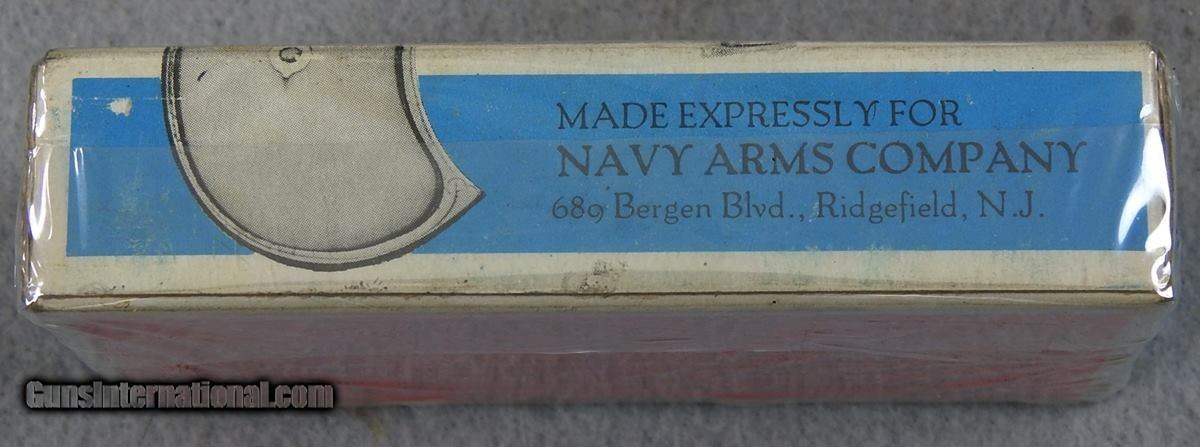 MADE EXPRESSLY FOR
NAVY ARMS COMPANY
689 Bergen Blvd., Ridgefield, N.J.
GunsInternational.com